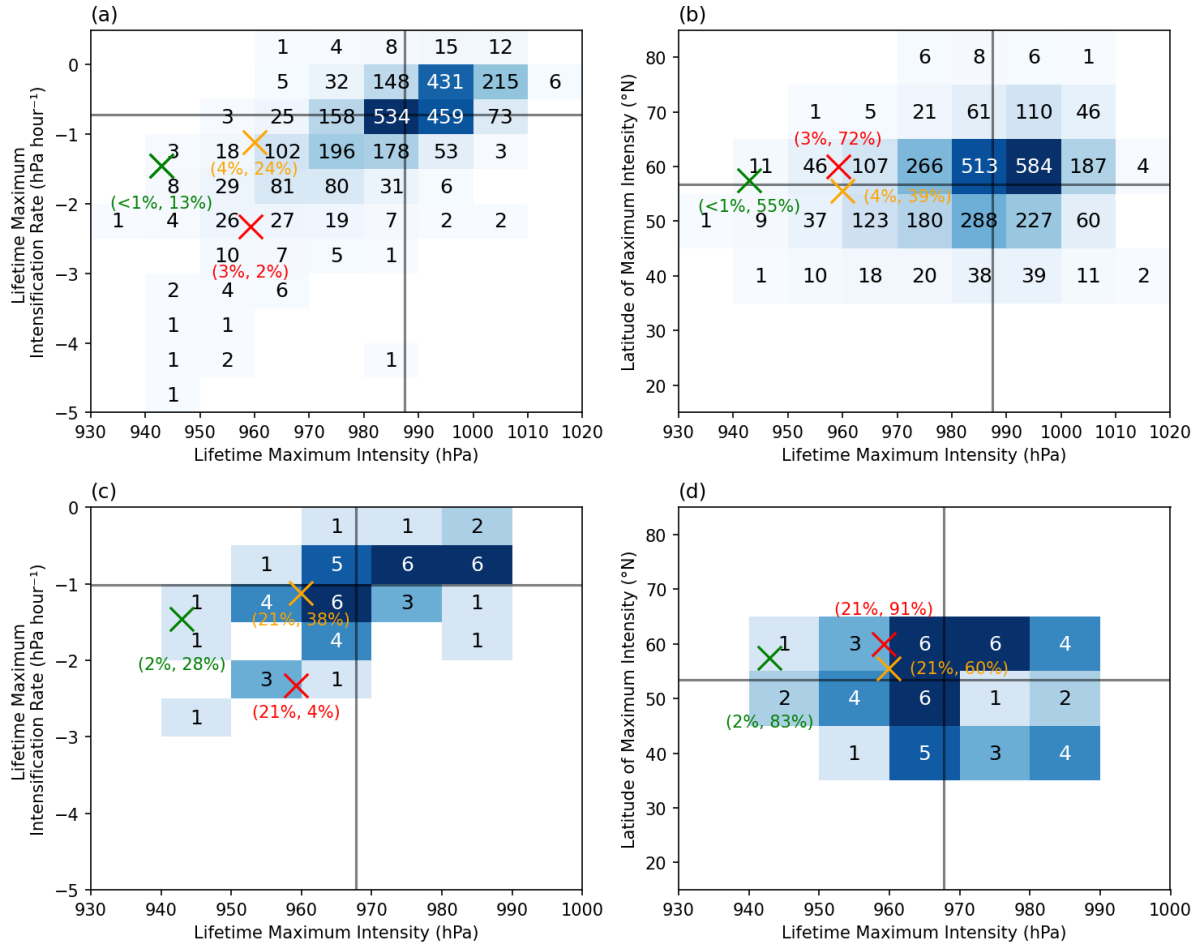 (a)
Lifetime Maximum
Intensification Rate (hPa hour⁻¹)
0
−1
−2
−3
−4
−5
1 4 8 15 12
5 32 148 431 215 6
3 25 158 534 459 73
3 18 102 196 178 53 3
(4%, 24%)
8 29 81 80 31 6
(<1%, 13%)
1 4 26 27 19 7 2 2
10 7 5 1
(3%, 2%)
2 4 6
1 1
1 2 1
1
930 940 950 960 970 980 990 1000 1010 1020
Lifetime Maximum Intensity (hPa)
(b)
Latitude of Maximum Intensity (°N)
80
70
60
50
40
30
20
6 8 6 1
1 5 21 61 110 46
(3%, 72%)
11 46 107 266 513 584 187 4
(4%, 39%)
(<1%, 55%)
1 9 37 123 180 288 227 60
1 10 18 20 38 39 11 2
930 940 950 960 970 980 990 1000 1010 1020
Lifetime Maximum Intensity (hPa)
(c)
Lifetime Maximum
Intensification Rate (hPa hour⁻¹)
0
−1
−2
−3
−4
−5
1 1 2
1 5 6 6
1 4 6 3 1
(21%, 38%)
1 4 1
(2%, 28%)
3 1
(21%, 4%)
1
930 940 950 960 970 980 990 1000
Lifetime Maximum Intensity (hPa)
(d)
Latitude of Maximum Intensity (°N)
80
70
60
50
40
30
20
(21%, 91%)
1 3 6 6 4
(21%, 60%)
2 4 6 1 2
(2%, 83%)
1 5 3 4
930 940 950 960 970 980 990 1000
Lifetime Maximum Intensity (hPa)